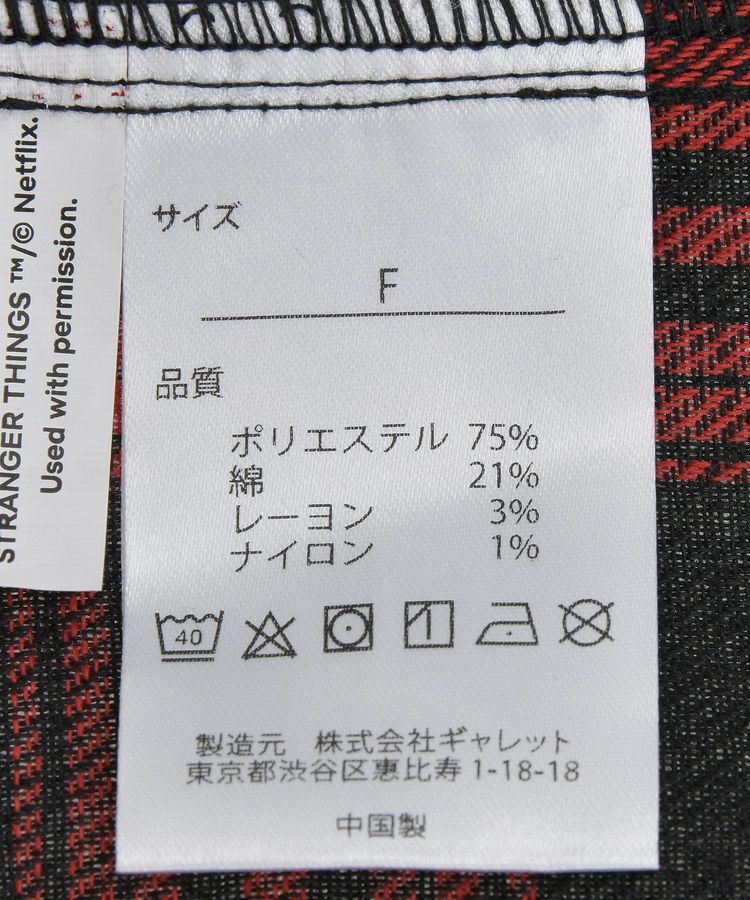 STRANGER THINGS ™/© Netflix.
Used with permission.
サイズ
F
品質
ポリエステル 75%
綿 21%
レーヨン 3%
ナイロン 1%
40
製造元 株式会社ギャレット
東京都渋谷区恵比寿 1-18-18
中国製